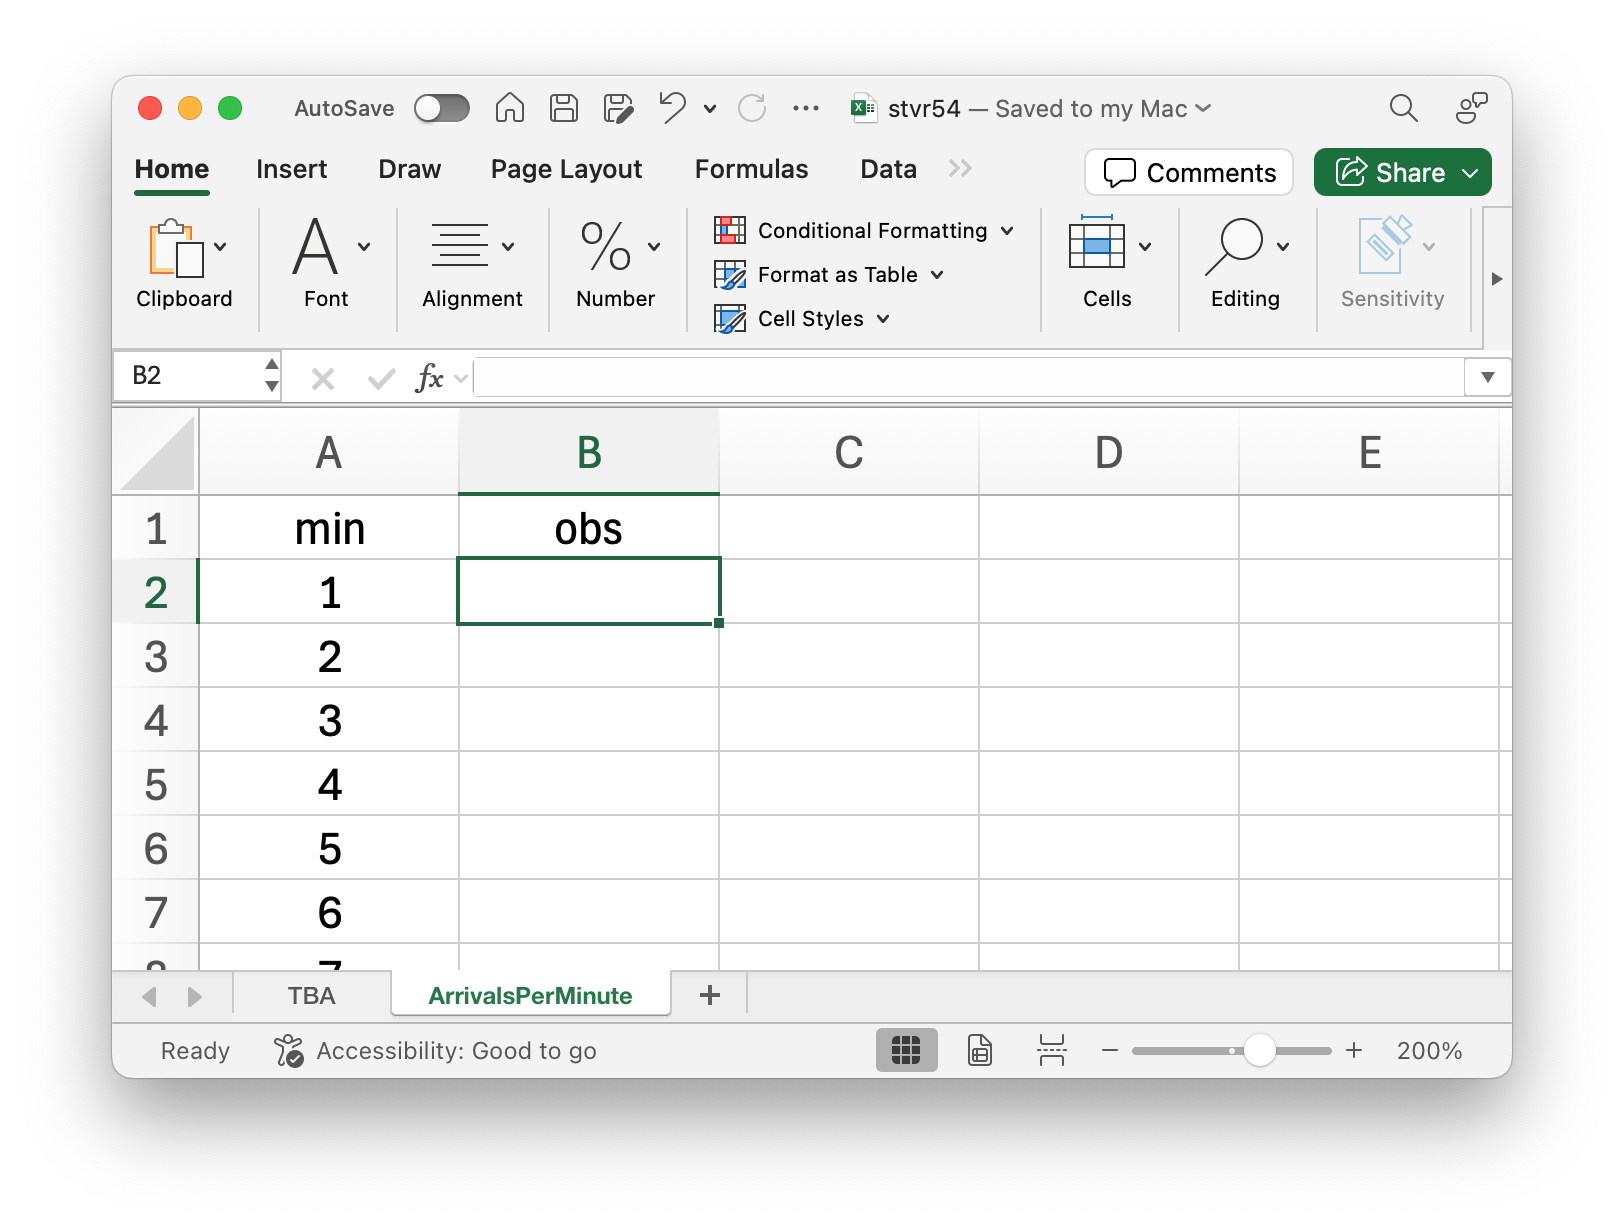 AutoSave stvr54 — Saved to my Mac
Home Insert Draw Page Layout Formulas Data Comments Share
Conditional Formatting
Format as Table
Cell Styles
Clipboard Font Alignment Number Cells Editing Sensitivity
B2 fx
A B C D E
1 min obs
2 1
3 2
4 3
5 4
6 5
7 6
8 7
TBA ArrivalsPerMinute
Ready Accessibility: Good to go 200%